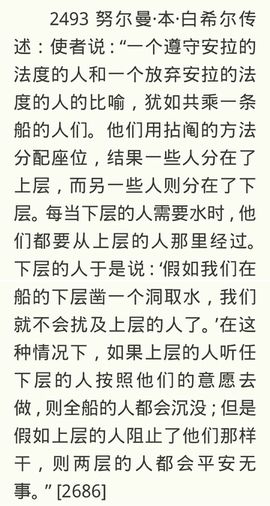 2493 努尔曼·本·白希尔传
述：使者说：“一个遵守安拉的
法度的人和一个放弃安拉的法
度的人的比喻，犹如共乘一条
船的人们。他们用拈阄的方法
分配座位，结果一些人分在了
上层，而另一些人则分在了下
层。每当下层的人需要水时，他
们都要从上层的人那里经过。
下层的人于是说：‘假如我们在
船的下层凿一个洞取水，我们
就不会扰及上层的人了。’在这
种情况下，如果上层的人听任
下层的人按照他们的意愿去
做，则全船的人都会沉没；但是
假如上层的人阻止了他们那样
干，则两层的人都会平安无
事。” [2686]